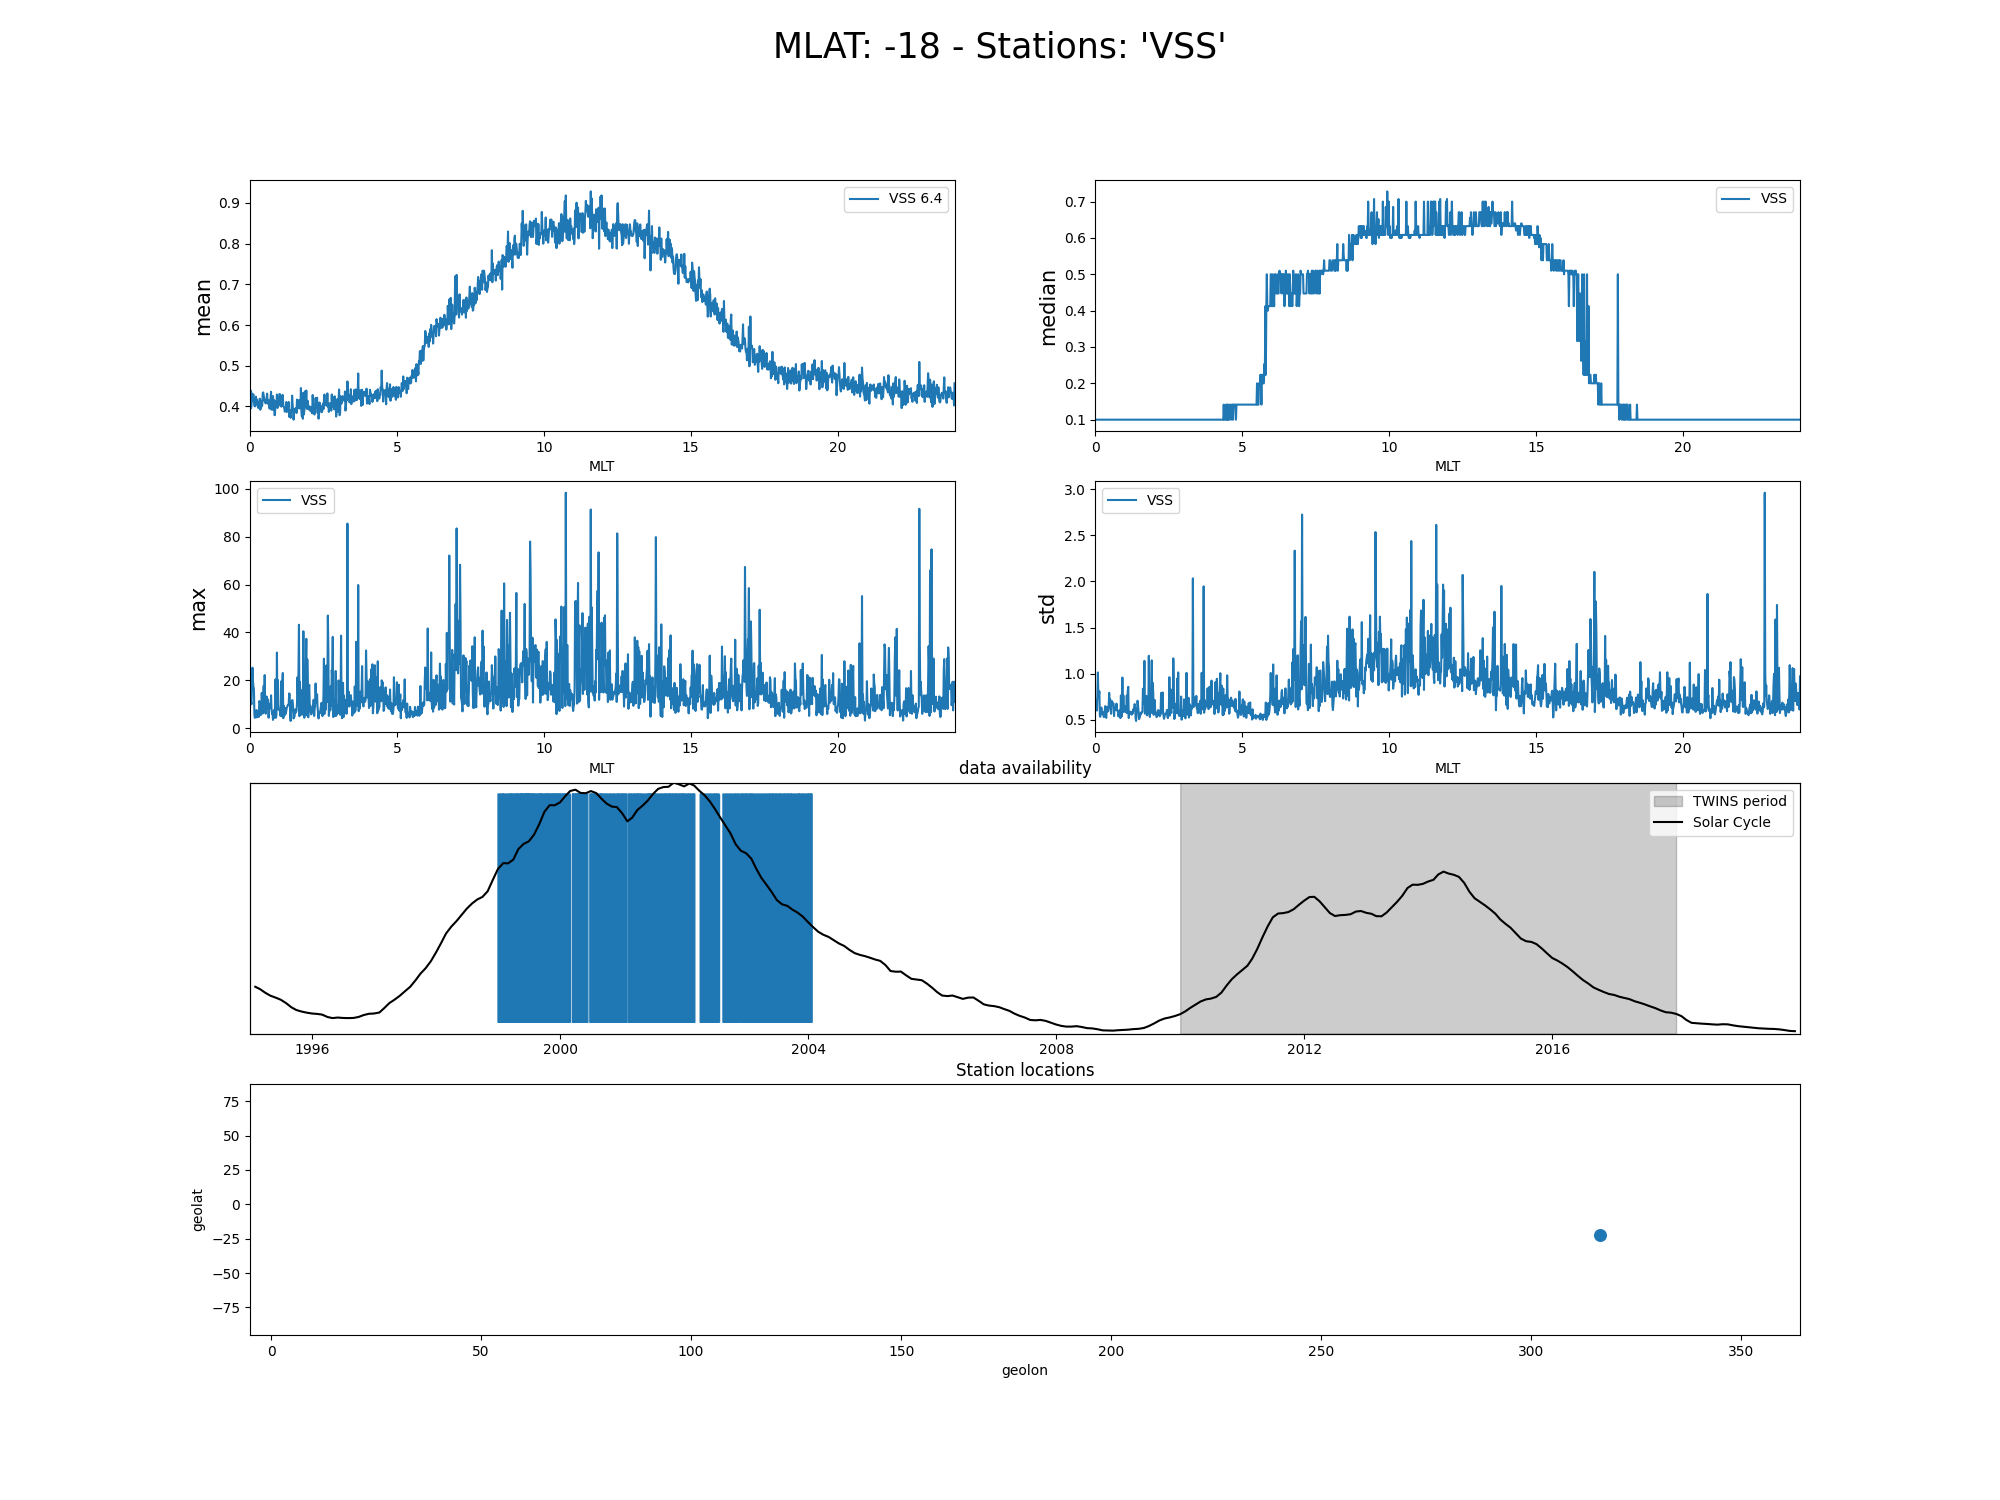 MLAT: -18 - Stations: 'VSS'
mean
0.9
0.8
0.7
0.6
0.5
0.4
VSS 6.4
0 5 10 15 20
MLT
median
0.7
0.6
0.5
0.4
0.3
0.2
0.1
VSS
0 5 10 15 20
MLT
max
100
80
60
40
20
0
VSS
0 5 10 15 20
MLT
std
3.0
2.5
2.0
1.5
1.0
0.5
VSS
0 5 10 15 20
MLT
data availability
TWINS period
Solar Cycle
1996 2000 2004 2008 2012 2016
Station locations
geolat
75
50
25
0
−25
−50
−75
0 50 100 150 200 250 300 350
geolon